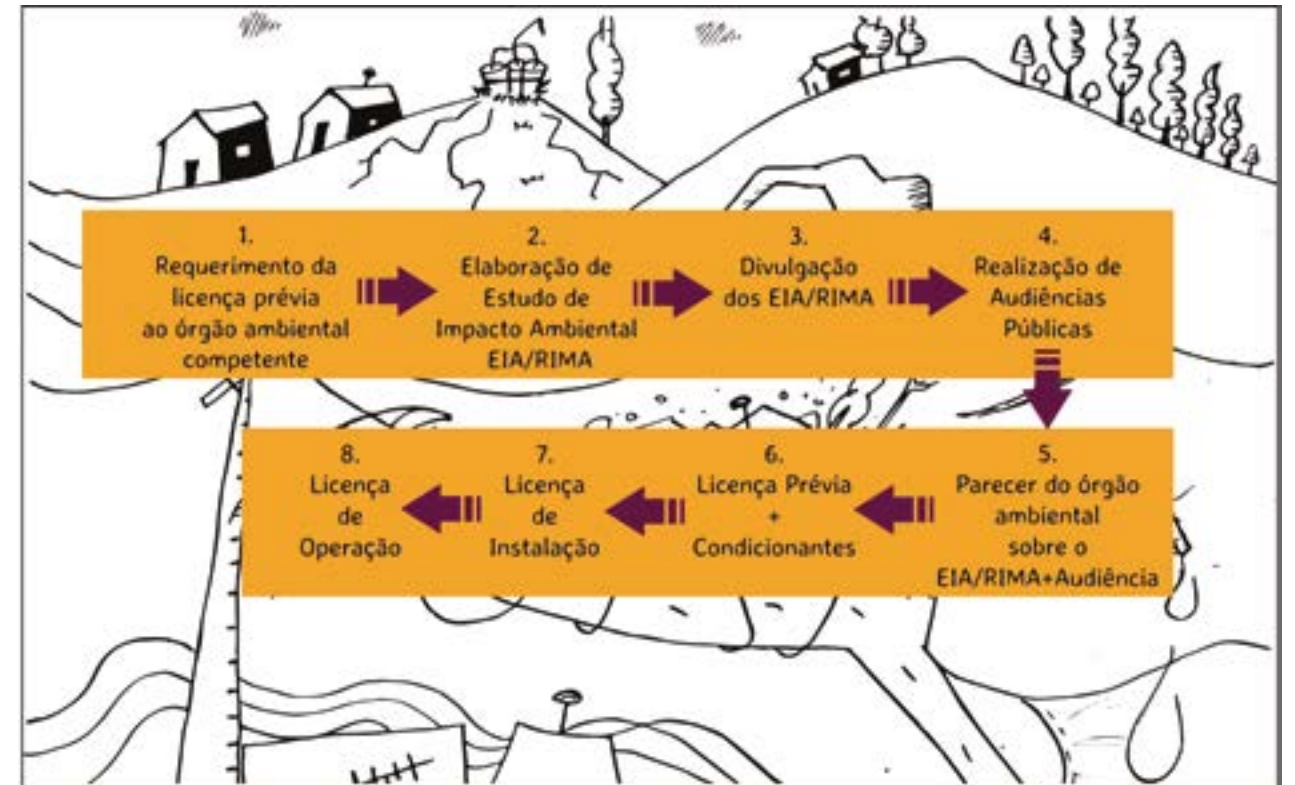 1.
Requerimento da
licença prévia
ao órgão ambiental
competente
2.
Elaboração de
Estudo de
Impacto Ambiental
EIA/RIMA
3.
Divulgação
dos EIA/RIMA
4.
Realização de
Audiências
Públicas
5.
Parecer do órgão
ambiental
sobre o
EIA/RIMA+Audiência
6.
Licença Prévia
+
Condicionantes
7.
Licença
de
Instalação
8.
Licença
de
Operação